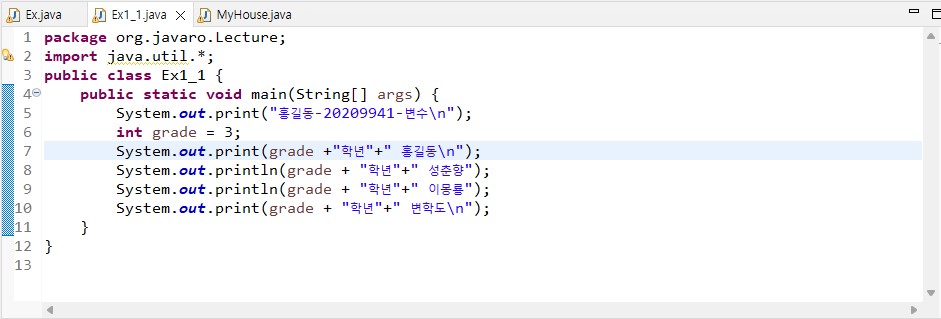 Ex.java Ex1_1.java MyHouse.java
1 package org.javaro.Lecture;
2 import java.util.*;
3 public class Ex1_1 {
4 public static void main(String[] args) {
5 System.out.print("홍길동-20209941-변수\n");
6 int grade = 3;
7 System.out.print(grade +"학년"+" 홍길동\n");
8 System.out.println(grade + "학년"+" 성춘향");
9 System.out.println(grade + "학년"+" 이몽룡");
10 System.out.print(grade + "학년"+" 변학도\n");
11 }
12 }
13